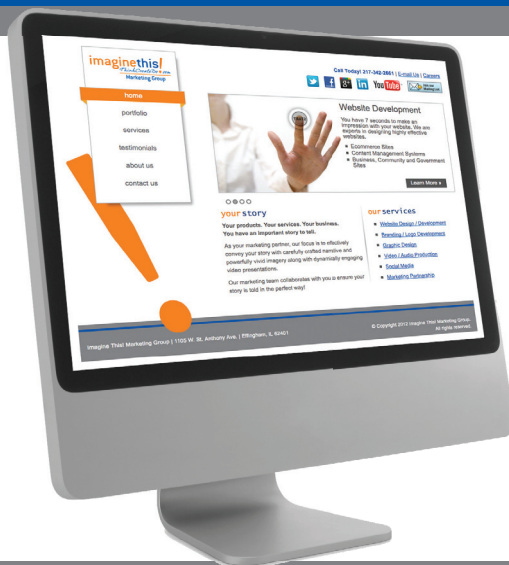 imaginethis!
Marketing Group
home
portfolio
services
testimonials
about us
contact us
Call Today! 217-342-3861 | E-mail Us | Careers
YouTube
Website Development
You have 7 seconds to make an
impression with your website. We are
experts in designing highly effective
websites.
Ecommerce Sites
Content Management Systems
Business, Community and Government
Sites
Learn More
your story
Your products. Your services. Your business.
You have an important story to tell.
As your marketing partner, our focus is to effectively
convey your story with carefully crafted narrative and
powerfully vivid imagery along with dynamically engaging
video presentations.
Our marketing team collaborates with you to ensure your
story is told in the perfect way!
our services
Website Design / Development
Branding / Logo Development
Graphic Design
Video / Audio Production
Social Media
Marketing Partnership
Imagine This! Marketing Group | 1105 W. St. Anthony Ave. | Effingham, IL 62401
© Copyright 2012 Imagine This! Marketing Group.
All rights reserved.